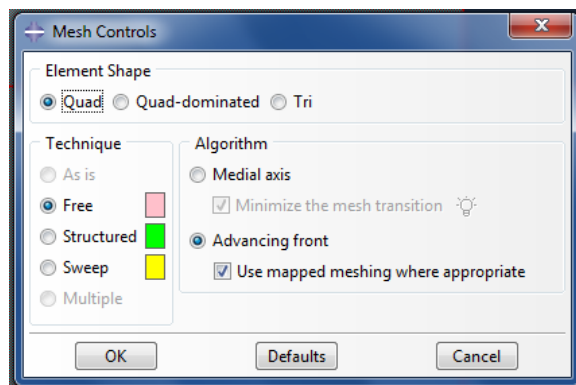 Mesh Controls
Element Shape
Quad Quad-dominated Tri
Technique
As is
Free
Structured
Sweep
Multiple
Algorithm
Medial axis
Minimize the mesh transition
Advancing front
Use mapped meshing where appropriate
OK Defaults Cancel